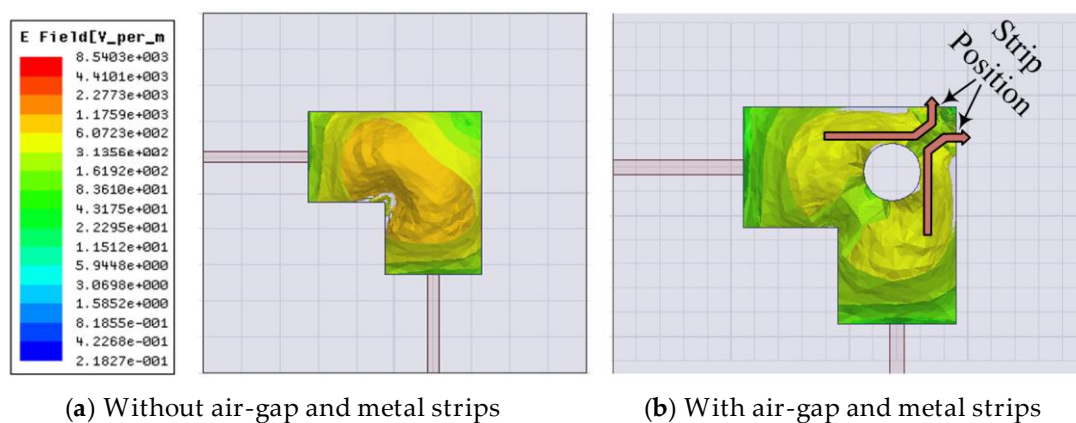 E Field[V_per_m
8.5403e+003
4.4101e+003
2.2773e+003
1.1759e+003
6.0723e+002
3.1356e+002
1.6192e+002
8.3610e+001
4.3175e+001
2.2295e+001
1.1512e+001
5.9448e+000
3.0698e+000
1.5852e+000
8.1855e-001
4.2268e-001
2.1827e-001
Strip
Position
(a) Without air-gap and metal strips
(b) With air-gap and metal strips